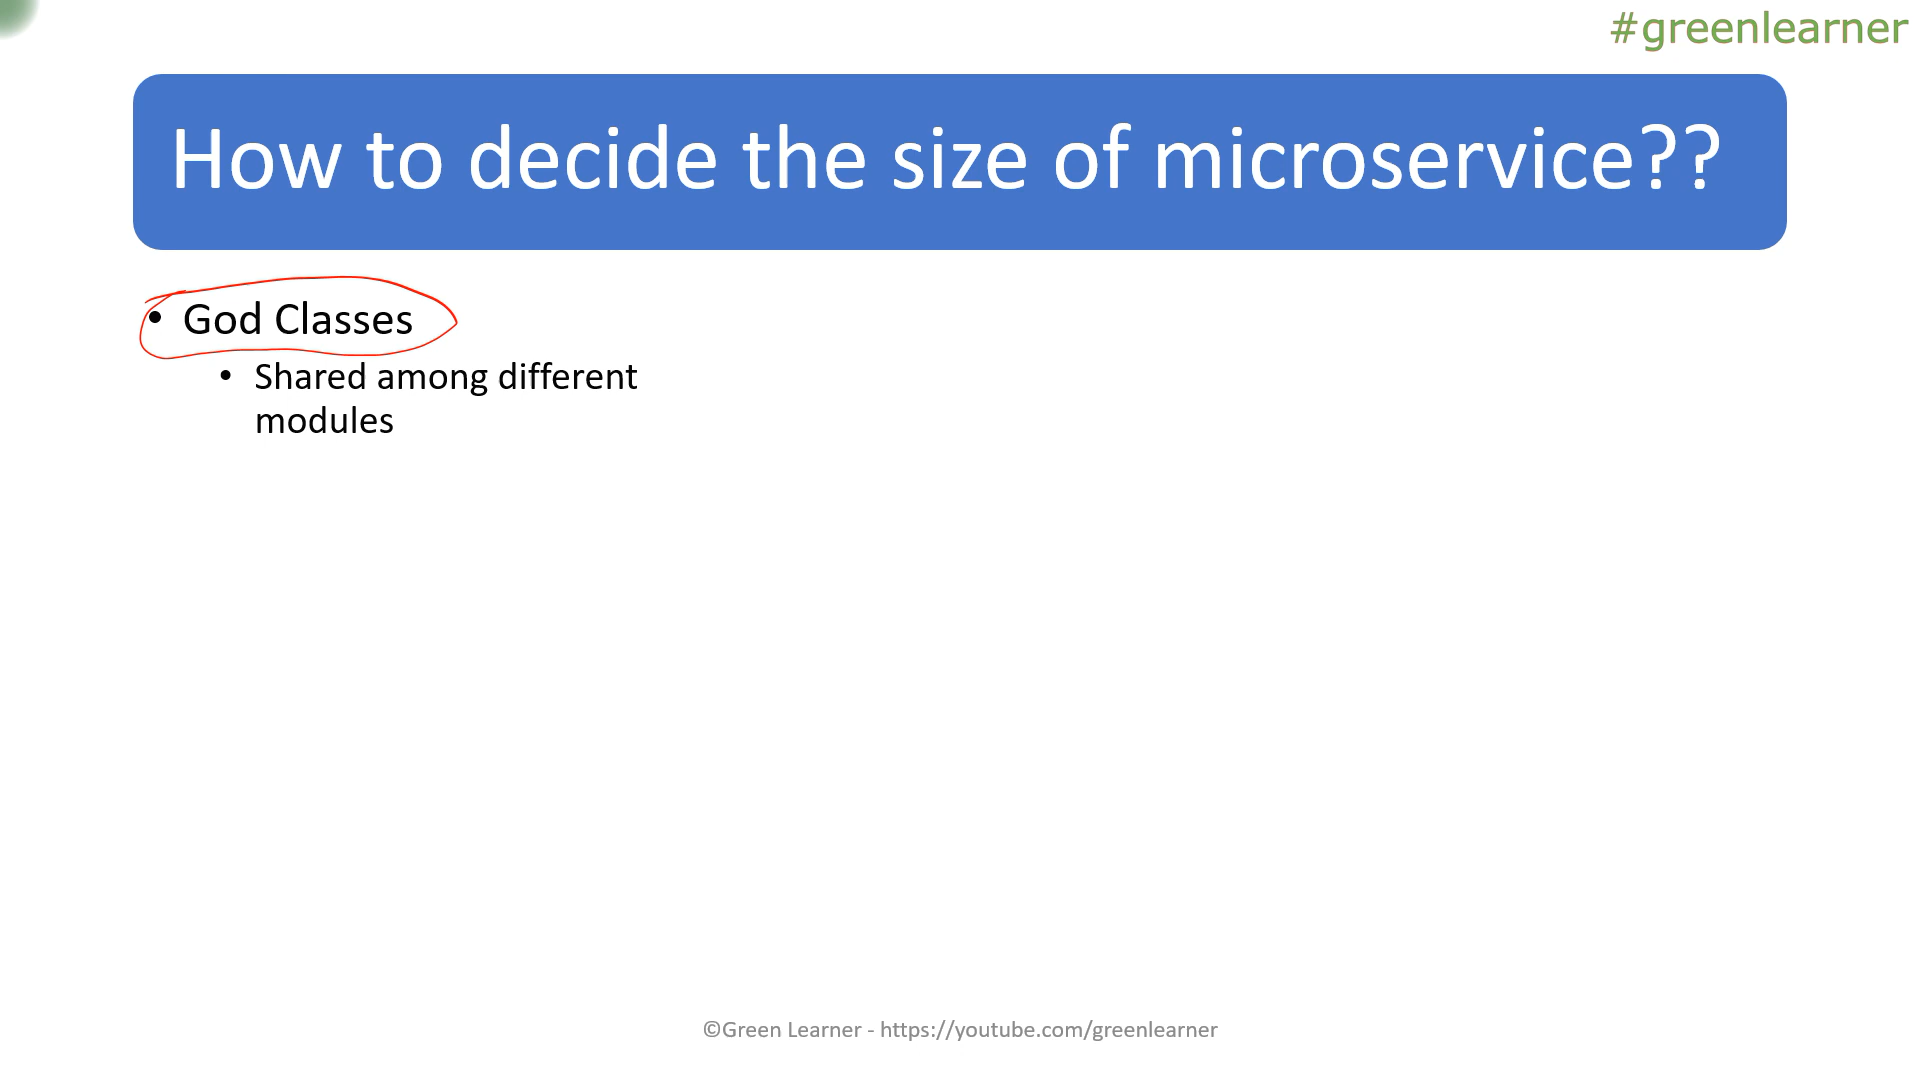 #greenlearner
How to decide the size of microservice??
• God Classes
• Shared among different
modules
©Green Learner - https://youtube.com/greenlearner